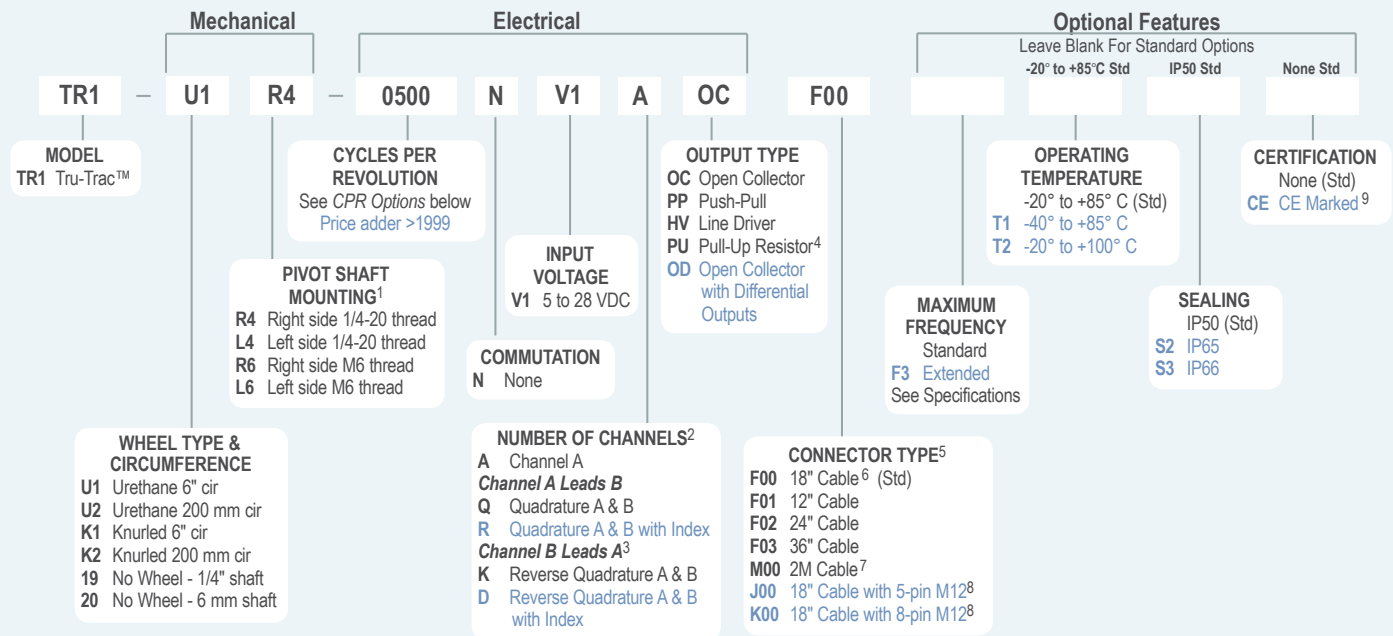 Mechanical
Electrical
Optional Features
Leave Blank For Standard Options
-20° to +85°C Std
IP50 Std
None Std
TR1 – U1 R4 – 0500 N V1 A OC F00
MODEL
TR1 Tru-Trac™
CYCLES PER
REVOLUTION
See CPR Options below
Price adder >1999
OUTPUT TYPE
OC Open Collector
PP Push-Pull
HV Line Driver
PU Pull-Up Resistor4
OD Open Collector
with Differential
Outputs
OPERATING
TEMPERATURE
-20° to +85° C (Std)
T1 -40° to +85° C
T2 -20° to +100° C
CERTIFICATION
None (Std)
CE CE Marked9
INPUT
VOLTAGE
V1 5 to 28 VDC
PIVOT SHAFT
MOUNTING1
R4 Right side 1/4-20 thread
L4 Left side 1/4-20 thread
R6 Right side M6 thread
L6 Left side M6 thread
MAXIMUM
FREQUENCY
Standard
F3 Extended
See Specifications
SEALING
IP50 (Std)
S2 IP65
S3 IP66
COMMUTATION
N None
WHEEL TYPE &
CIRCUMFERENCE
U1 Urethane 6" cir
U2 Urethane 200 mm cir
K1 Knurled 6" cir
K2 Knurled 200 mm cir
19 No Wheel - 1/4" shaft
20 No Wheel - 6 mm shaft
NUMBER OF CHANNELS2
A Channel A
Channel A Leads B
Q Quadrature A & B
R Quadrature A & B with Index
Channel B Leads A3
K Reverse Quadrature A & B
D Reverse Quadrature A & B
with Index
CONNECTOR TYPE5
F00 18" Cable6 (Std)
F01 12" Cable
F02 24" Cable
F03 36" Cable
M00 2M Cable7
J00 18" Cable with 5-pin M128
K00 18" Cable with 8-pin M128